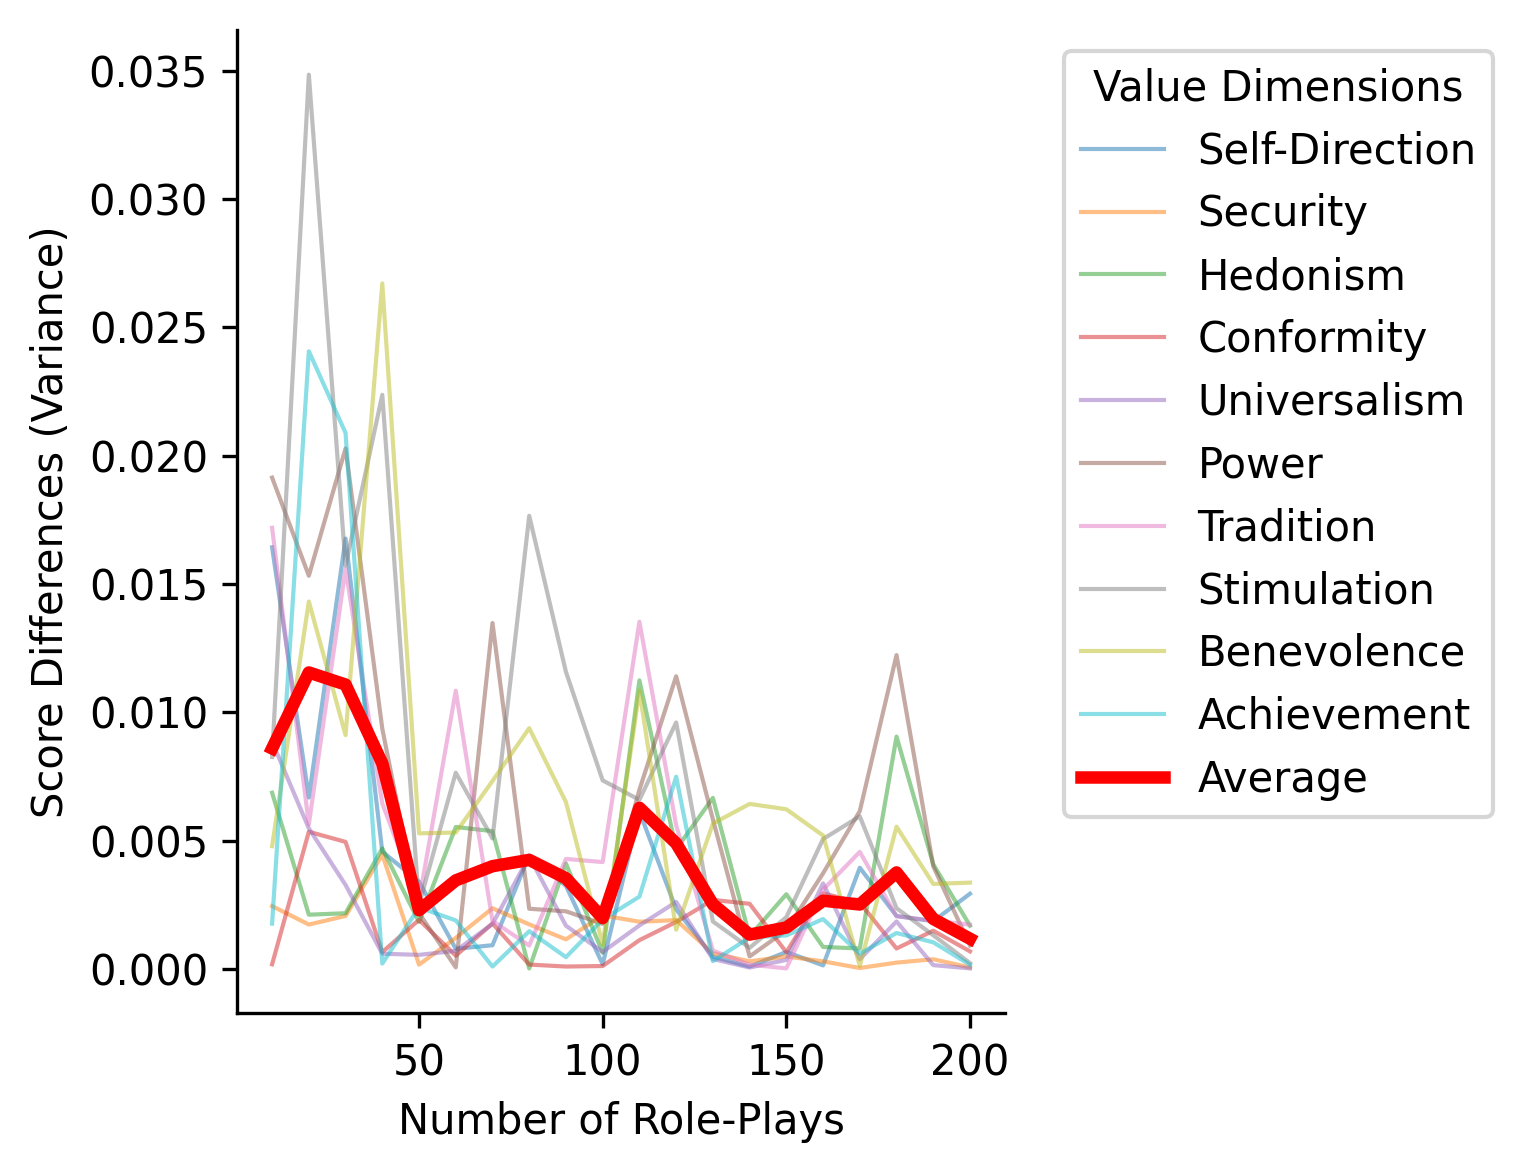 0.035
0.030
0.025
0.020
0.015
0.010
0.005
0.000
Score Differences (Variance)
50 100 150 200
Number of Role-Plays
Value Dimensions
Self-Direction
Security
Hedonism
Conformity
Universalism
Power
Tradition
Stimulation
Benevolence
Achievement
Average